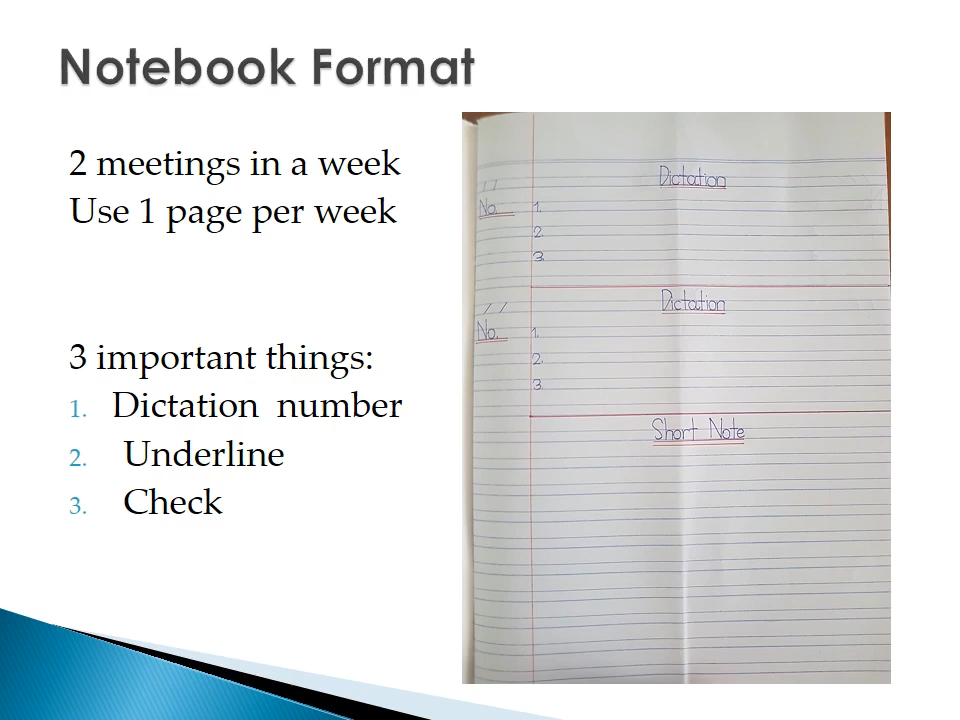 Notebook Format
2 meetings in a week
Use 1 page per week
3 important things:
1. Dictation number
2. Underline
3. Check
Dictation
/ /
No. 1.
2.
3.
Dictation
/ /
No. 1.
2.
3.
Short Note